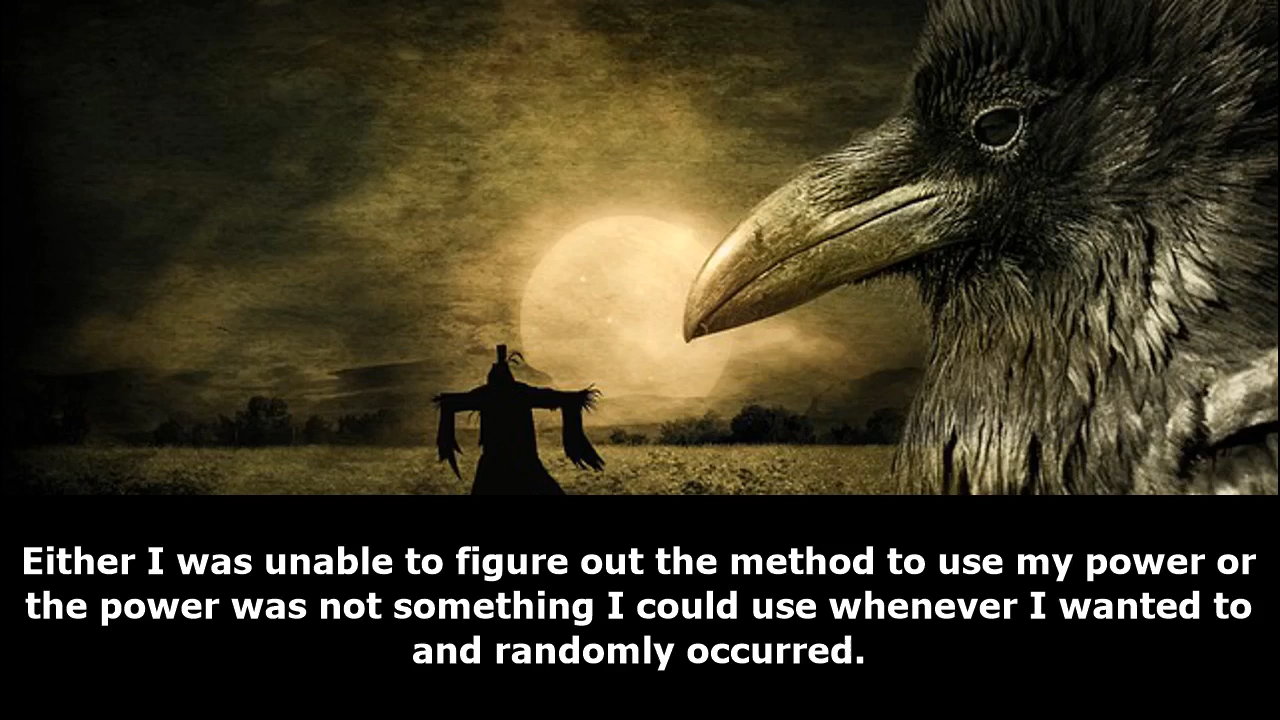 Either I was unable to figure out the method to use my power or
the power was not something I could use whenever I wanted to
and randomly occurred.